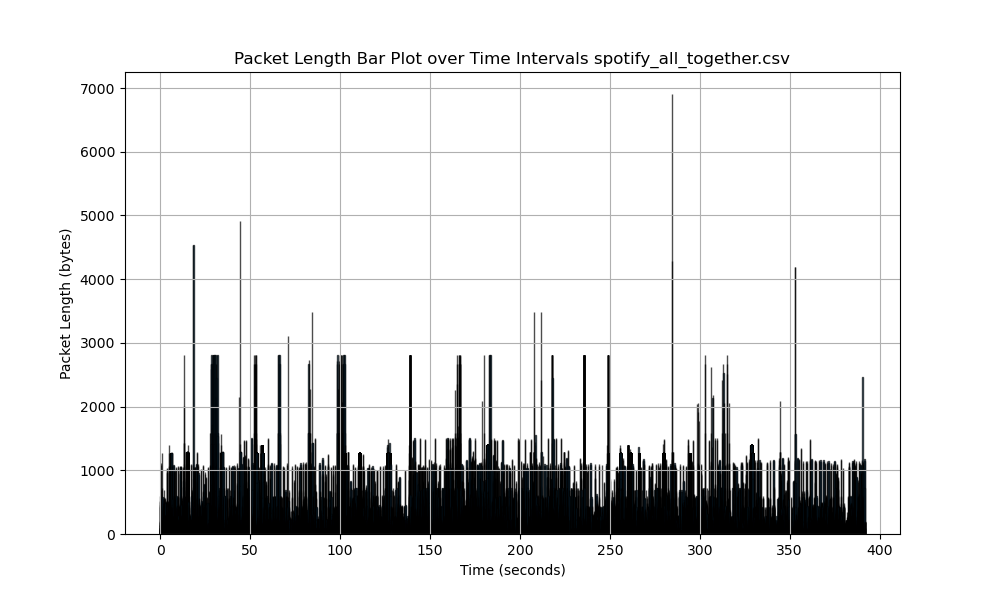 Packet Length Bar Plot over Time Intervals spotify_all_together.csv
7000
6000
5000
4000
3000
2000
1000
0
Packet Length (bytes)
0 50 100 150 200 250 300 350 400
Time (seconds)